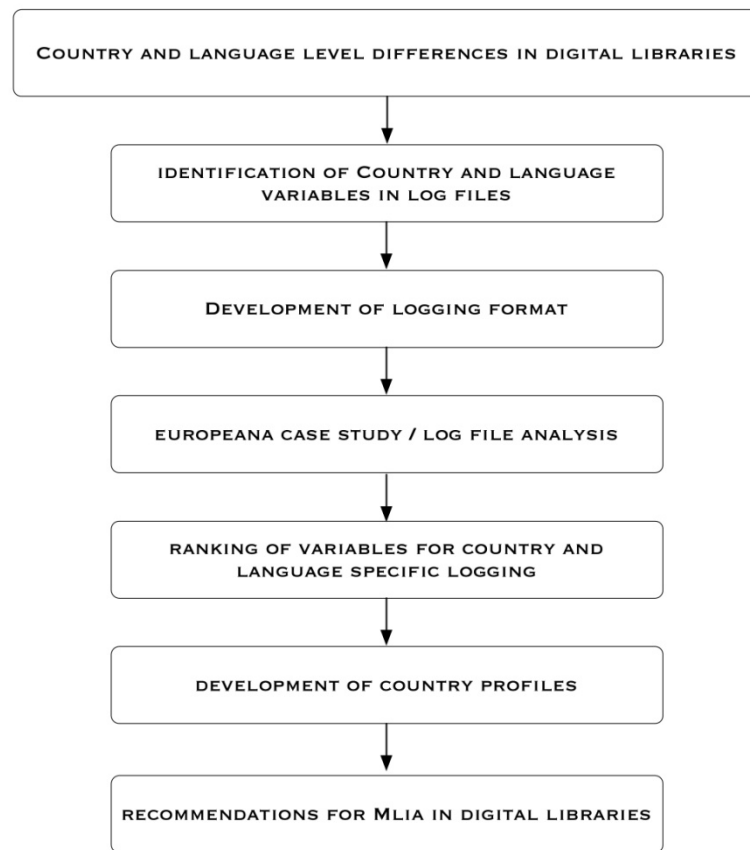 Country and language level differences in digital libraries
identification of Country and language
variables in log files
Development of logging format
europeana case study / log file analysis
ranking of variables for country and
language specific logging
development of country profiles
recommendations for Mlia in digital libraries